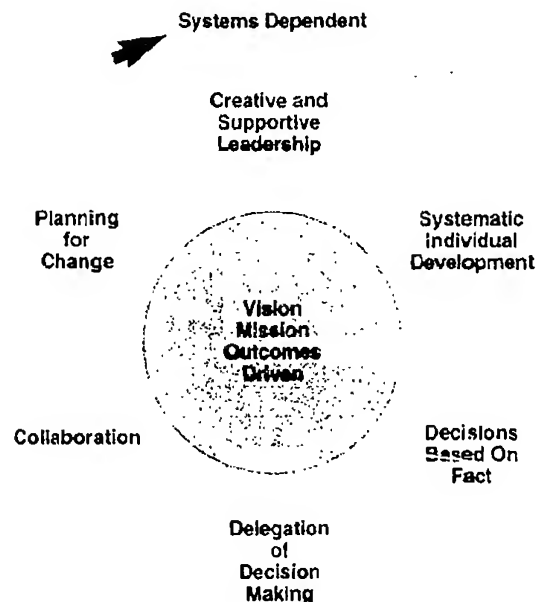 Systems Dependent
Creative and
Supportive
Leadership
Planning
for
Change
Systematic
Individual
Development
Vision
Mission
Outcomes
Driven
Collaboration
Decisions
Based On
Fact
Delegation
of
Decision
Making